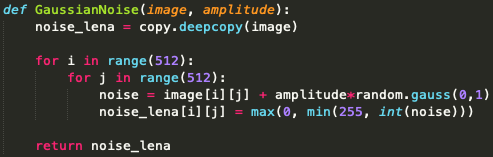 def GaussianNoise(image, amplitude):
    noise_lena = copy.deepcopy(image)

    for i in range(512):
        for j in range(512):
            noise = image[i][j] + amplitude*random.gauss(0,1)
            noise_lena[i][j] = max(0, min(255, int(noise)))

    return noise_lena